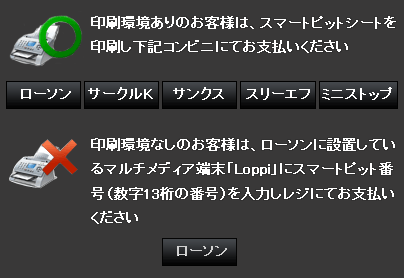 印刷環境ありのお客様は、スマートピットシートを
印刷し下記コンビニにてお支払いください
ローソン サークルK サンクス スリーエフ ミニストップ
印刷環境なしのお客様は、ローソンに設置してい
るマルチメディア端末｢Loppi｣にスマートピット番
号（数字13桁の番号）を入力しレジにてお支払い
ください
ローソン